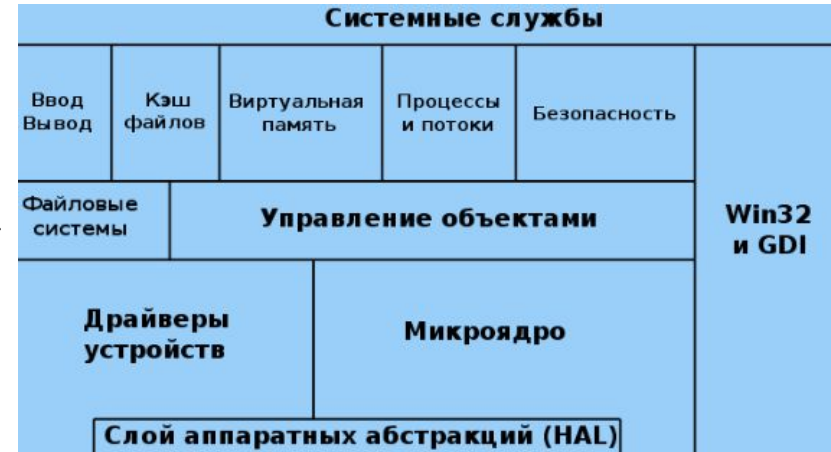 Системные службы
Ввод
Вывод
Кэш
файлов
Виртуальная
память
Процессы
и потоки
Безопасность
Win32
и GDI
Файловые
системы
Управление объектами
Драйверы
устройств
Микроядро
Слой аппаратных абстракций (HAL)